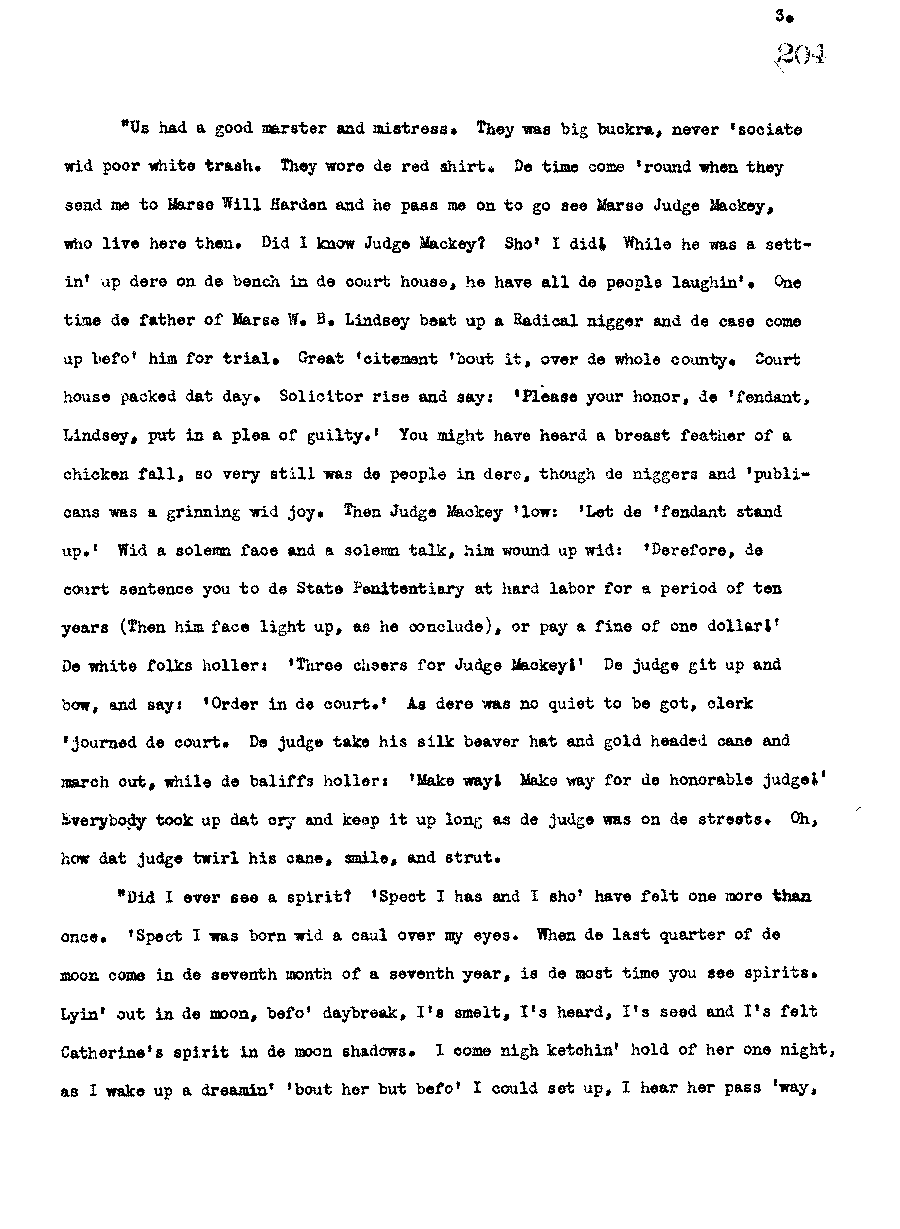 3.
204
"Us had a good marster and mistress. They was big buckra, never 'sociate
wid poor white trash. They wore de red shirt. De time come 'round when they
send me to Marse Will Harden and he pass me on to go see Marse Judge Mackey,
who live here then. Did I know Judge Mackey? Sho' I did! While he was a sett-
in' up dere on de bench in de court house, he have all de people laughin'. One
time de father of Marse W. B. Lindsey beat up a Radical nigger and de case come
up befo' him for trial. Great 'citement 'bout it, over de whole county. Court
house packed dat day. Solicitor rise and say: 'Please your honor, de 'fendant,
Lindsey, put in a plea of guilty.' You might have heard a breast feather of a
chicken fall, so very still was de people in dere, though de niggers and 'publi-
cans was a grinning wid joy. Then Judge Mackey 'low: 'Let de 'fendant stand
up.' Wid a solemn face and a solemn talk, him wound up wid: 'Derefore, de
court sentence you to de State Penitentiary at hard labor for a period of ten
years (Then him face light up, as he conclude), or pay a fine of one dollar!'
De white folks holler: 'Three cheers for Judge Mackey!' De judge git up and
bow, and say: 'Order in de court.' As dere was no quiet to be got, clerk
'journed de court. De judge take his silk beaver hat and gold headed cane and
march out, while de baliffs holler: 'Make way! Make way for de honorable judge!'
Everybody took up dat cry and keep it up long as de judge was on de streets. Oh,
how dat judge twirl his cane, smile, and strut.
"Did I ever see a spirit? 'Spect I has and I sho' have felt one more than
once. 'Spect I was born wid a caul over my eyes. When de last quarter of de
moon come in de seventh month of a seventh year, is de most time you see spirits.
Lyin' out in de moon, befo' daybreak, I's smelt, I's heard, I's seed and I's felt
Catherine's spirit in de moon shadows. I come nigh ketchin' hold of her one night,
as I wake up a dreamin' 'bout her but befo' I could set up, I hear her pass 'way,